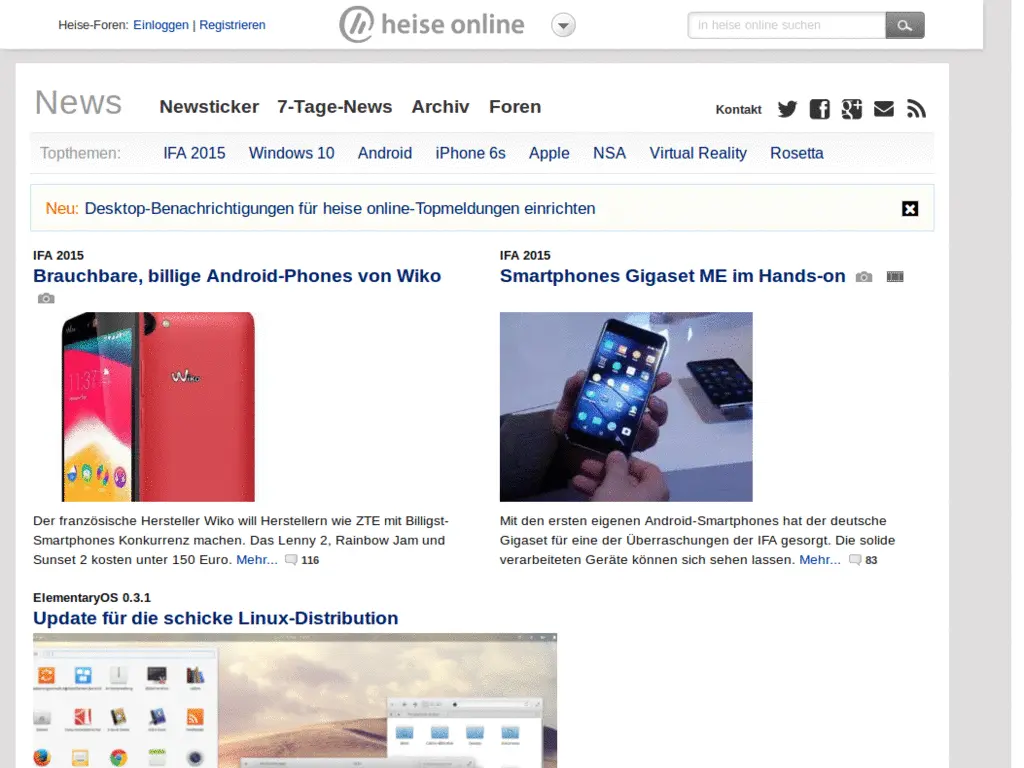 Heise-Foren: Einloggen | Registrieren
heise online
in heise online suchen
News
Newsticker 7-Tage-News Archiv Foren
Kontakt
Topthemen: IFA 2015 Windows 10 Android iPhone 6s Apple NSA Virtual Reality Rosetta
Neu: Desktop-Benachrichtigungen für heise online-Topmeldungen einrichten
IFA 2015
Brauchbare, billige Android-Phones von Wiko
11:37
Wiko
Der französische Hersteller Wiko will Herstellern wie ZTE mit Billigst-
Smartphones Konkurrenz machen. Das Lenny 2, Rainbow Jam und
Sunset 2 kosten unter 150 Euro. Mehr... 116
IFA 2015
Smartphones Gigaset ME im Hands-on
Mit den ersten eigenen Android-Smartphones hat der deutsche
Gigaset für eine der Überraschungen der IFA gesorgt. Die solide
verarbeiteten Geräte können sich sehen lassen. Mehr... 83
ElementaryOS 0.3.1
Update für die schicke Linux-Distribution